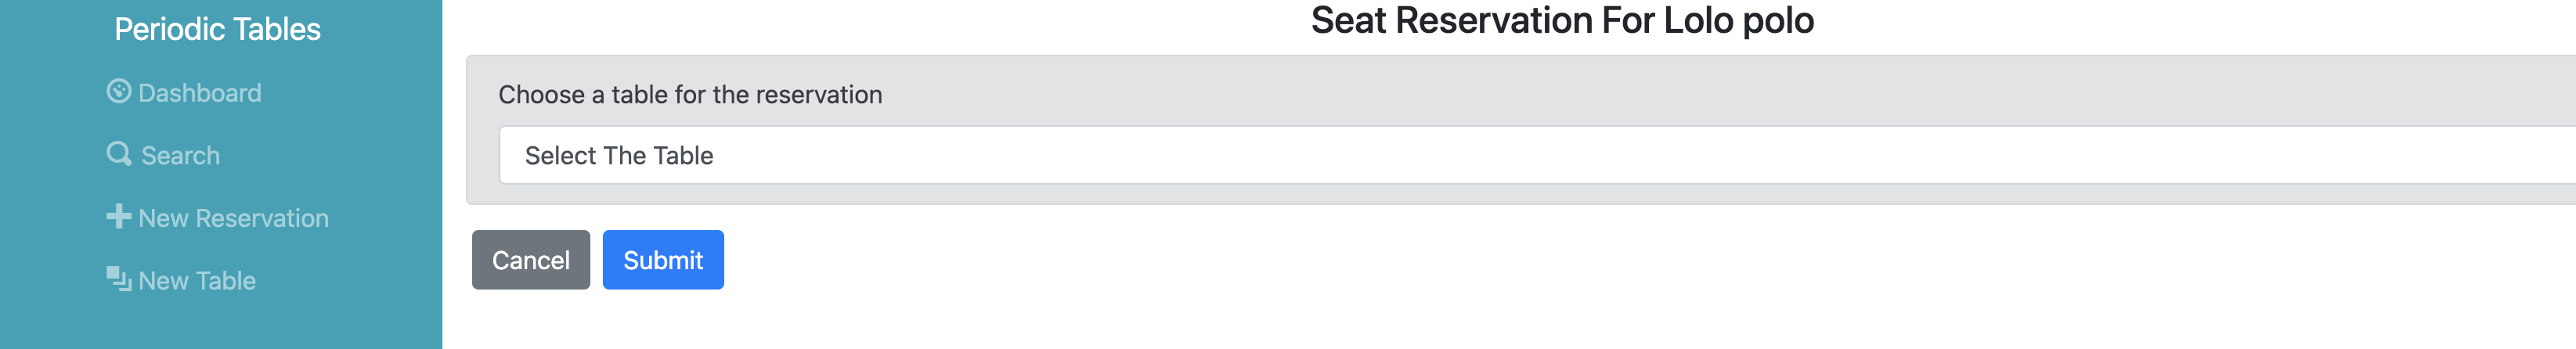 Periodic Tables
Dashboard
Search
New Reservation
New Table
Seat Reservation For Lolo polo
Choose a table for the reservation
Select The Table
Cancel
Submit